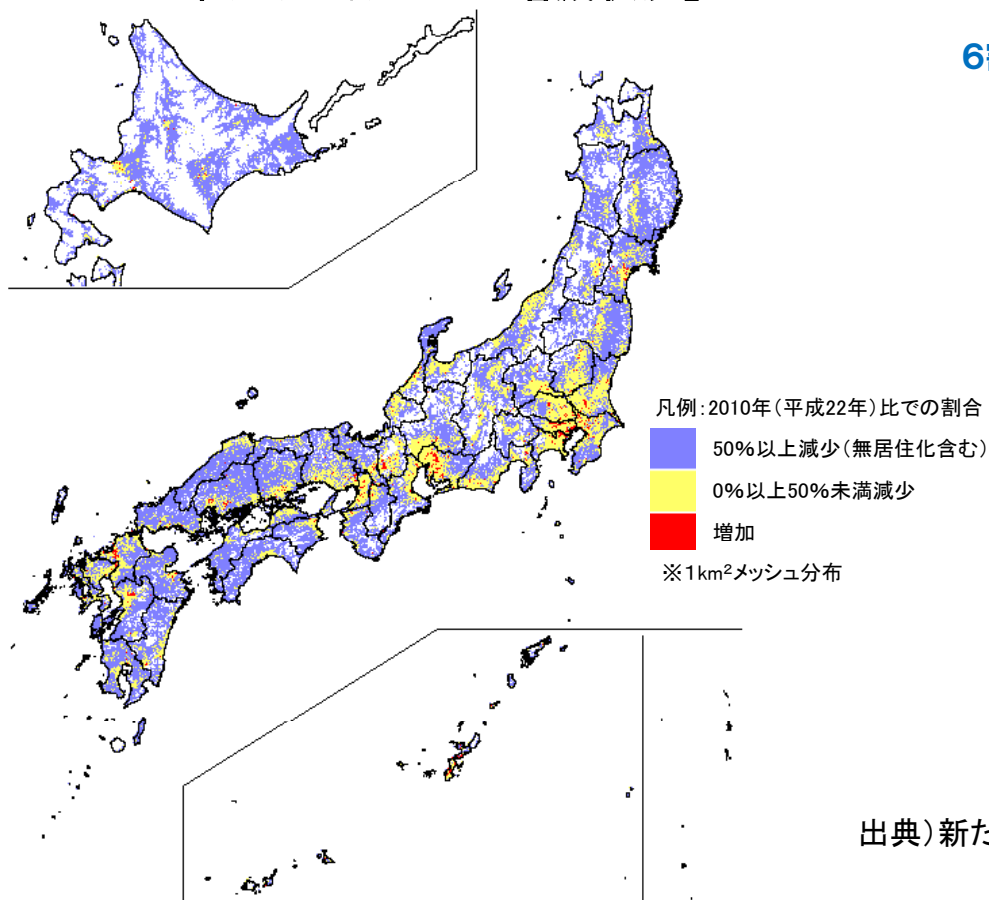 6
凡例:2010年(平成22年)比での割合
50%以上減少(無居住化含む)
0%以上50%未満減少
増加
※1km²メッシュ分布
出典)新た